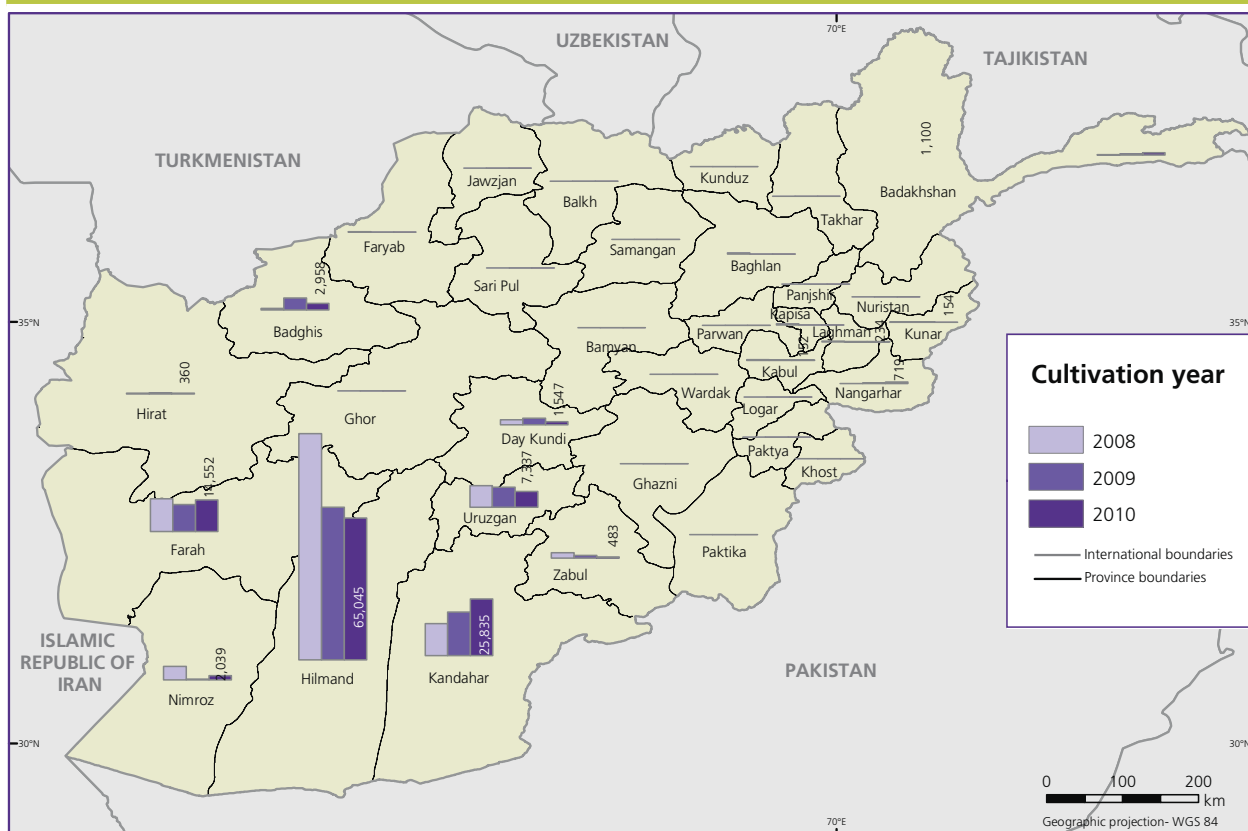 70°E
UZBEKISTAN
TAJIKISTAN
TURKMENISTAN
1,100
Jawzjan
Kunduz
Badakhshan
Balkh
Takhar
Faryab
Samangan
Baghlan
2,958
Sari Pul
Panjshir
Nuristan
154
Kapisa
35°N
35°N
Badghis
Parwan
Laghman
234
Kunar
Bamyan
152
Kabul
719
360
Wardak
Nangarhar
Hirat
Ghor
1,547
Logar
Day Kundi
Paktya
Khost
7,337
Ghazni
Uruzgan
Farah
483
Paktika
Zabul
65,045
25,835
ISLAMIC
REPUBLIC OF
IRAN
2,039
Nimroz
Hilmand
Kandahar
PAKISTAN
30°N
30°N
Cultivation year
2008
2009
2010
International boundaries
Province boundaries
0 100 200
km
Geographic projection- WGS 84
70°E